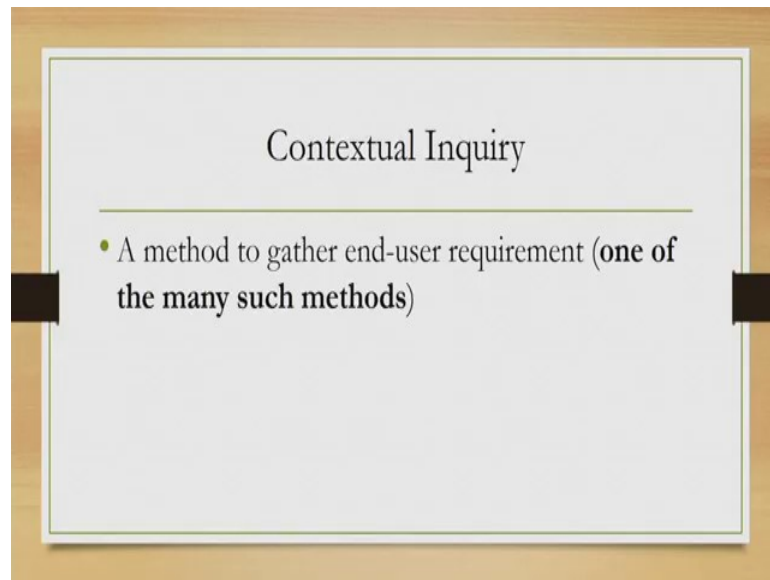 Contextual Inquiry
• A method to gather end-user requirement (one of
the many such methods)